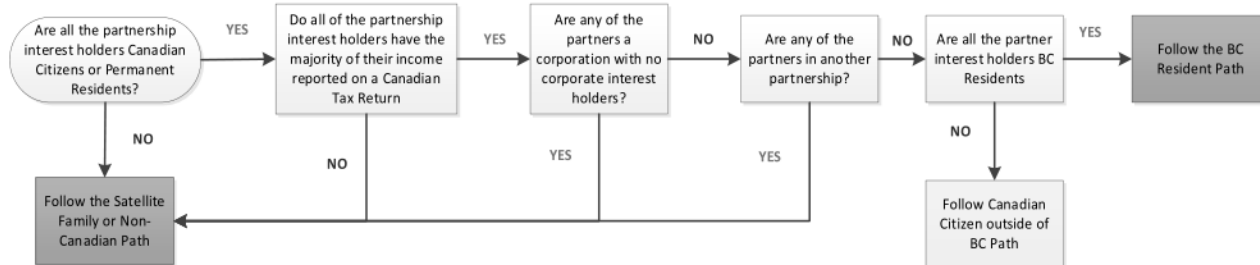 Are all the partnership
interest holders Canadian
Citizens or Permanent
Residents?
YES
Do all of the partnership
interest holders have the
majority of their income
reported on a Canadian
Tax Return
YES
Are any of the
partners a
corporation with no
corporate interest
holders?
NO
Are any of the
partners in another
partnership?
NO
Are all the partner
interest holders BC
Residents
YES
Follow the BC
Resident Path
NO
NO
YES
YES
NO
Follow the Satellite
Family or Non-
Canadian Path
Follow Canadian
Citizen outside of
BC Path